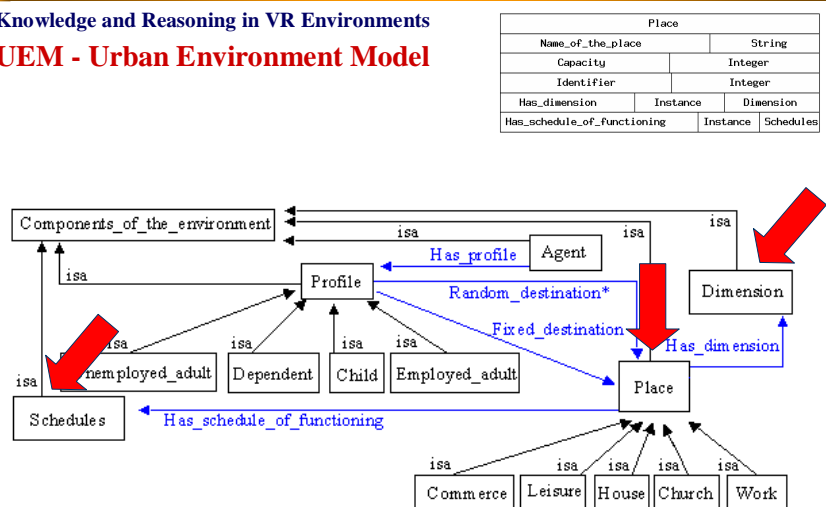 Knowledge and Reasoning in VR Environments
UEM - Urban Environment Model
Place
Name_of_the_place String
Capacity Integer
Identifier Integer
Has_dimension Instance Dimension
Has_schedule_of_functioning Instance Schedules
Components_of_the_environment
isa
isa
isa
isa
Has_profile
Agent
isa
Profile
Random_destination*
Dimension
Fixed_destination
Has_dimension
isa
isa
isa
isa
nemployed_adult
Dependent
Child
Employed_adult
Place
isa
Schedules
Has_schedule_of_functioning
isa
isa
isa
isa
isa
Commerce
Leisure
House
Church
Work